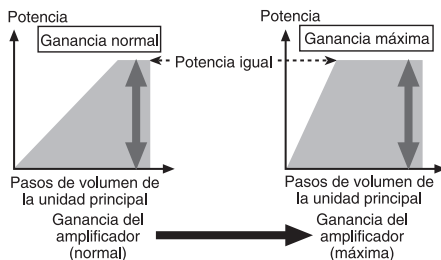 Potencia
Ganancia normal
Potencia igual
Pasos de volumen de
la unidad principal
Ganancia del
amplificador
(normal)
Potencia
Ganancia máxima
Pasos de volumen de
la unidad principal
Ganancia del
amplificador
(máxima)